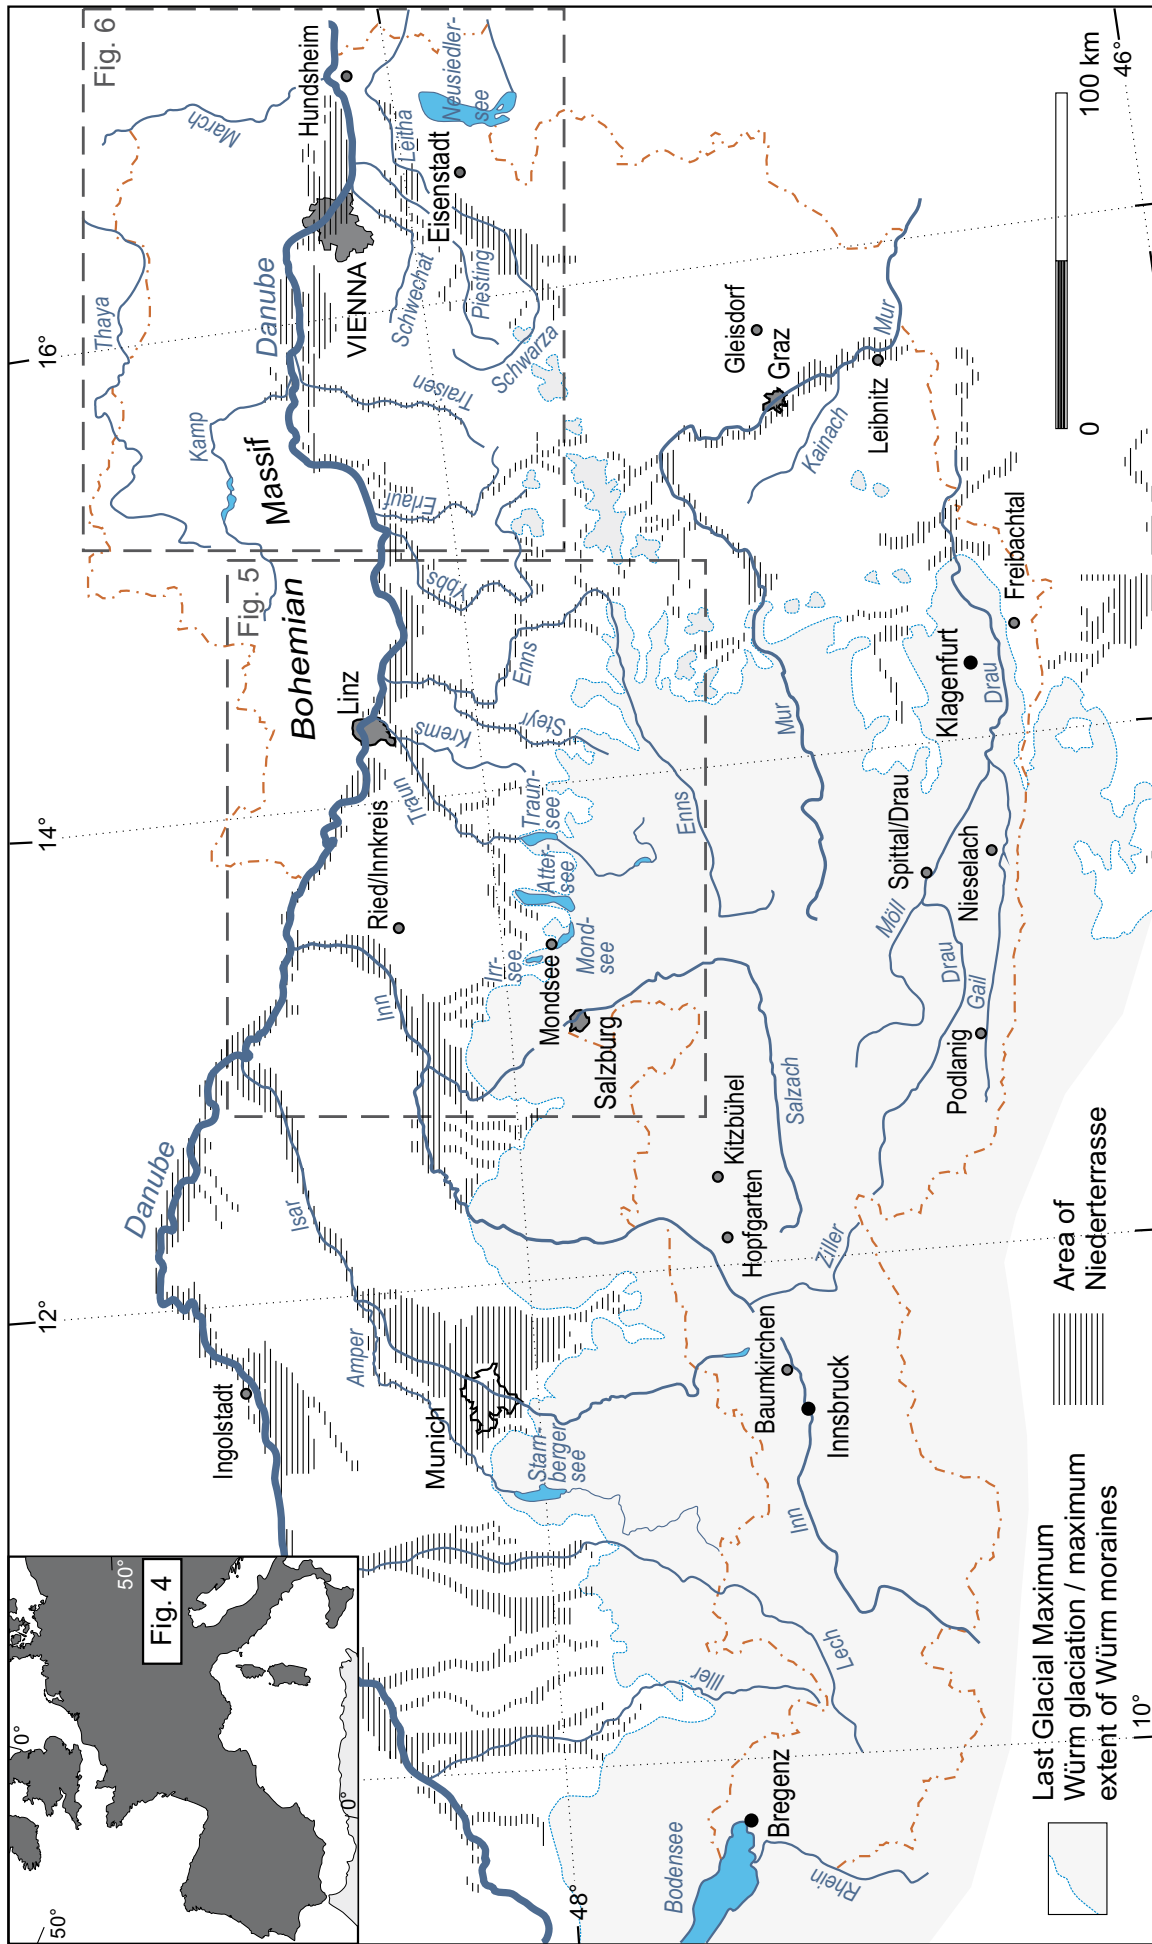 50°
0°
50°
0°
Fig. 4
12°
14°
16°
Fig. 6
Fig. 5
Danube
Danube
Thaya
March
Kamp
Bohemian
Massif
Linz
VIENNA
Hundsheim
Ingolstadt
Isar
Amper
Munich
Inn
Ried/Innkreis
Traun
Krems
Steyr
Enns
Ybbs
Erlauf
Traisen
Schwechat
Piesting
Schwarza
Leitha
Eisenstadt
Neusiedler-
see
Starn-
berger
see
Irr-
see
Mondsee
Mond-
see
Atter-
see
Traun-
see
Salzburg
48°
Bodensee
Bregenz
Rhein
Iller
Lech
Inn
Innsbruck
Baumkirchen
Hopfgarten
Kitzbühel
Ziller
Salzach
Enns
Mur
Gleisdorf
Graz
Kainach
Leibnitz
Mur
Möll
Spittal/Drau
Drau
Gail
Podlanig
Nieselach
Klagenfurt
Drau
Freibachtal
10°
46°
Last Glacial Maximum
Würm glaciation / maximum
extent of Würm moraines
Area of
Niederterrasse
0
100 km